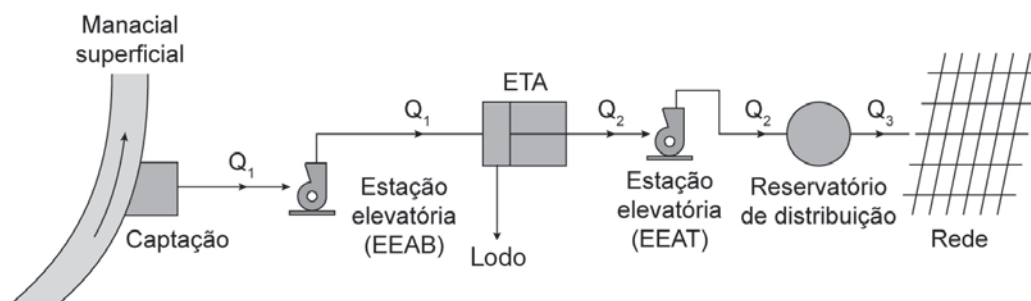 Manacial
superficial
Captação
Q₁
Estação
elevatória
(EEAB)
Q₁
ETA
Lodo
Q₂
Estação
elevatória
(EEAT)
Q₂
Reservatório
de distribuição
Q₃
Rede